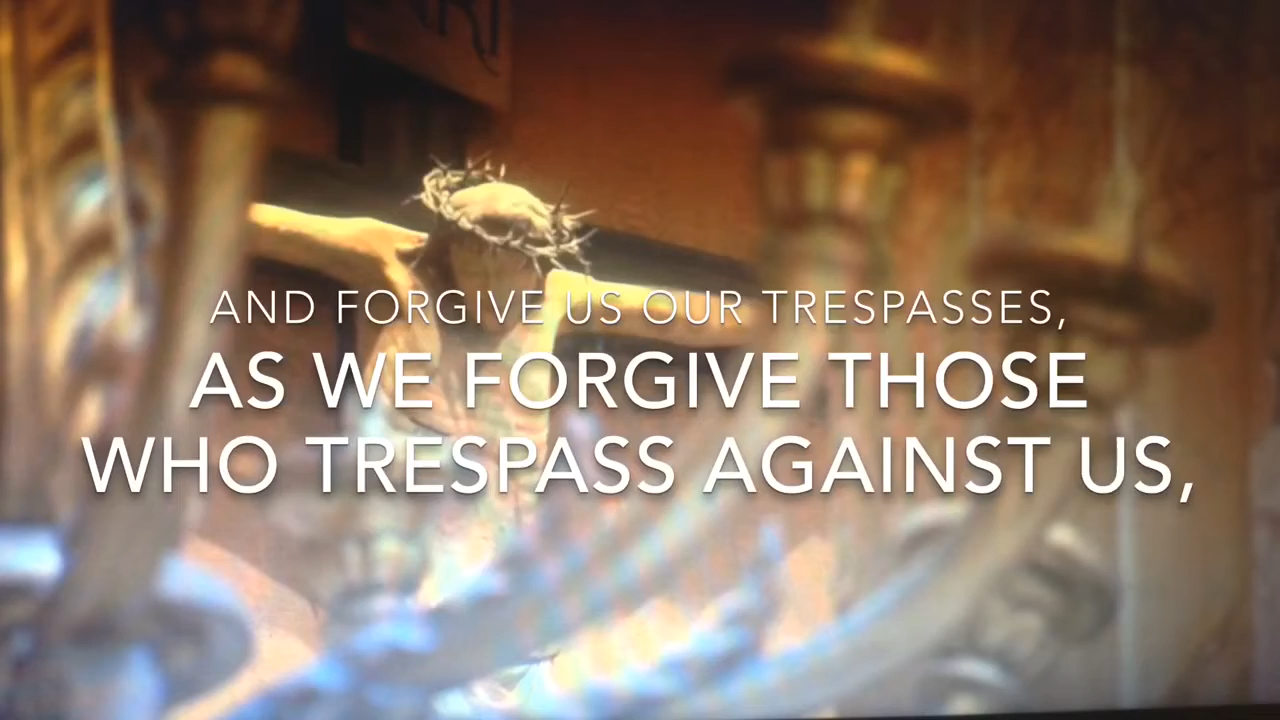 AND FORGIVE US OUR TRESPASSES,
AS WE FORGIVE THOSE
WHO TRESPASS AGAINST US,